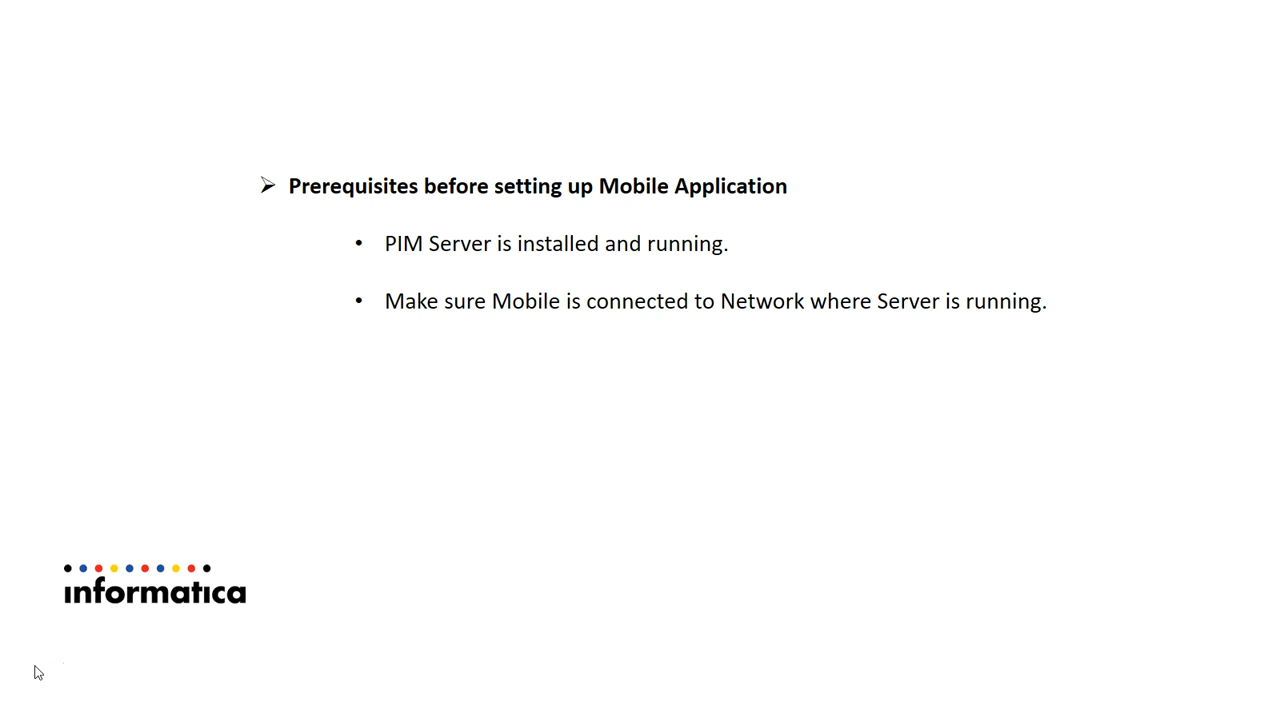 Prerequisites before setting up Mobile Application
PIM Server is installed and running.
Make sure Mobile is connected to Network where Server is running.
informatica